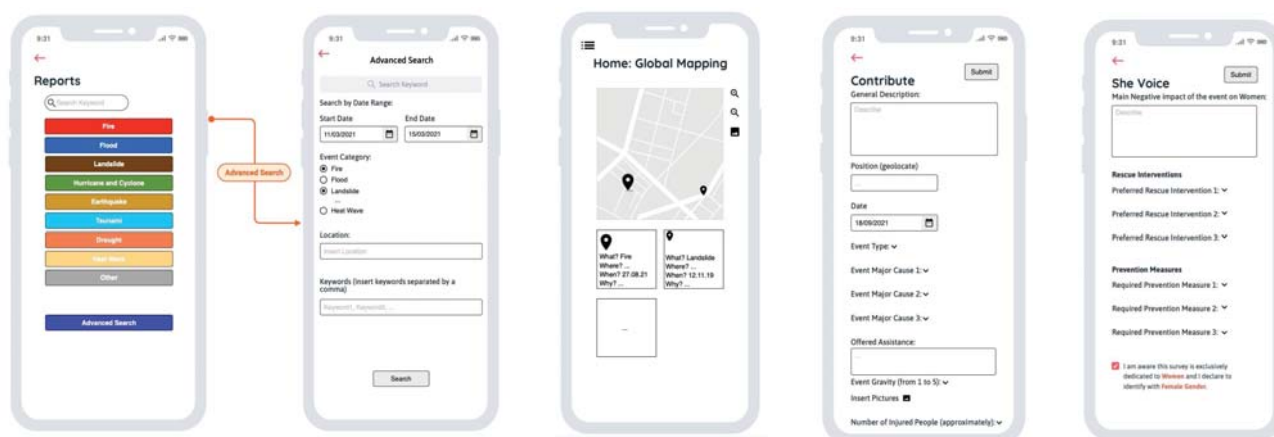 9:31
Reports
Search Keyword
Fire
Flood
Landslide
Hurricane and Cyclone
Earthquake
Tsunami
Drought
Heat Wave
Other
Advanced Search
Advanced Search
9:31
Advanced Search
Search Keyword
Search by Date Range:
Start Date End Date
11/03/2021 15/03/2021
Event Category:
Fire
Flood
Landslide
...
Heat Wave
Location:
Insert Location
Keywords (insert keywords separated by a
comma)
Keyword1, Keyword2, ...
Search
Home: Global Mapping
...
...
What? Fire
Where? ...
When? 27.08.21
Why? ...
What? Landslide
Where? ...
When? 12.11.19
Why? ...
...
9:31
Submit
Contribute
General Description:
Describe
Position (geolocate)
...
Date
18/09/2021
Event Type:
Event Major Cause 1:
Event Major Cause 2:
Event Major Cause 3:
Offered Assistance:
...
Event Gravity (from 1 to 5):
Insert Pictures
Number of Injured People (approximately):
9:31
Submit
She Voice
Main Negative impact of the event on Women:
Describe
Rescue Interventions
Preferred Rescue Intervention 1:
Preferred Rescue Intervention 2:
Preferred Rescue Intervention 3:
Prevention Measures
Required Prevention Measure 1:
Required Prevention Measure 2:
Required Prevention Measure 3:
I am aware this survey is exclusively
dedicated to Women and I declare to
identify with Female Gender.